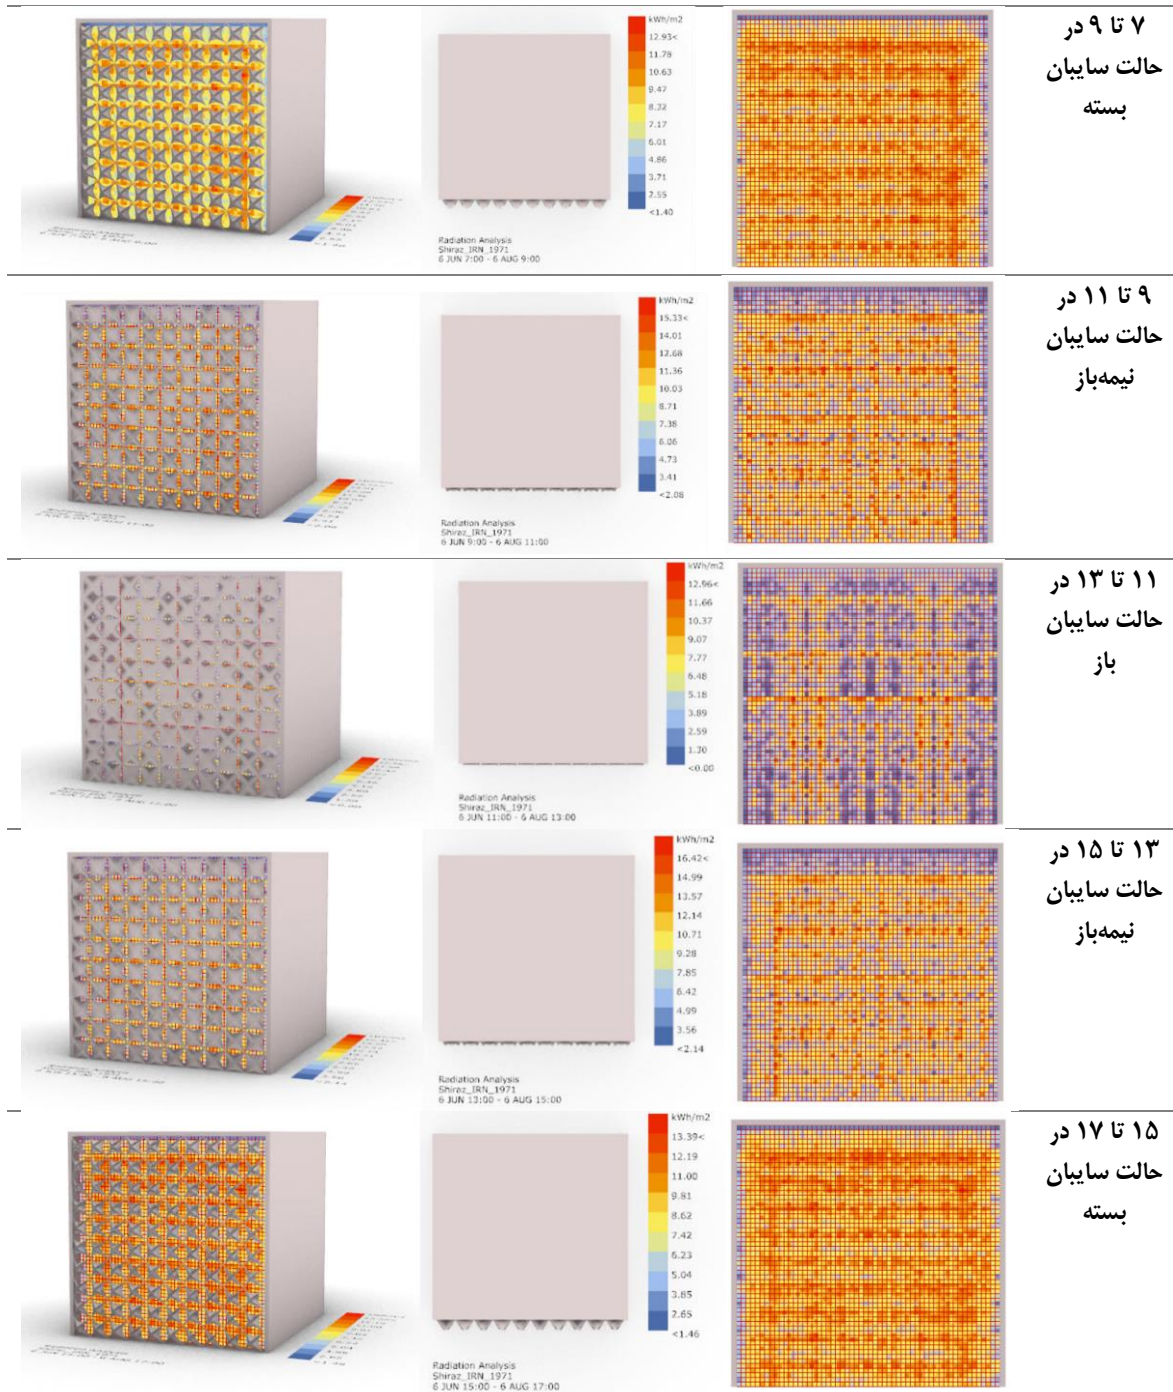 ۷ تا ۹ در
حالت سایبان
بسته
kWh/m2
12.93<
11.78
10.63
9.47
8.32
7.17
6.01
4.86
3.71
2.55
<1.40
Radiation Analysis
Shiraz_IRN_1971
6 JUN 7:00 - 6 AUG 9:00
۹ تا ۱۱ در
حالت سایبان
نیمه‌باز
kWh/m2
15.33<
14.01
12.68
11.36
10.03
8.71
7.38
6.06
4.73
3.41
<2.08
Radiation Analysis
Shiraz_IRN_1971
6 JUN 9:00 - 6 AUG 11:00
۱۱ تا ۱۳ در
حالت سایبان
باز
kWh/m2
12.96<
11.66
10.37
9.07
7.77
6.48
5.18
3.89
2.59
1.30
<0.00
Radiation Analysis
Shiraz_IRN_1971
6 JUN 11:00 - 6 AUG 13:00
۱۳ تا ۱۵ در
حالت سایبان
نیمه‌باز
kWh/m2
16.42<
14.99
13.57
12.14
10.71
9.28
7.85
6.42
4.99
3.56
<2.14
Radiation Analysis
Shiraz_IRN_1971
6 JUN 13:00 - 6 AUG 15:00
۱۵ تا ۱۷ در
حالت سایبان
بسته
kWh/m2
13.39<
12.19
11.00
9.81
8.62
7.42
6.23
5.04
3.85
2.65
<1.46
Radiation Analysis
Shiraz_IRN_1971
6 JUN 15:00 - 6 AUG 17:00